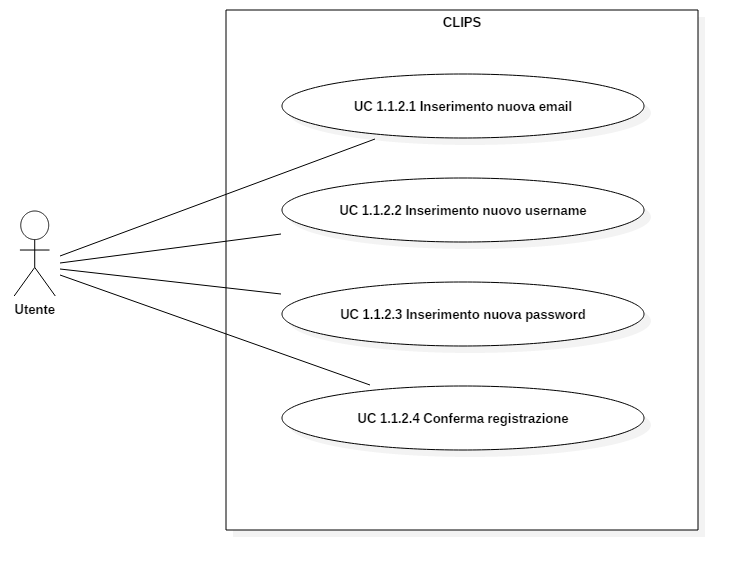 CLIPS
UC 1.1.2.1 Inserimento nuova email
UC 1.1.2.2 Inserimento nuovo username
UC 1.1.2.3 Inserimento nuova password
Utente
UC 1.1.2.4 Conferma registrazione